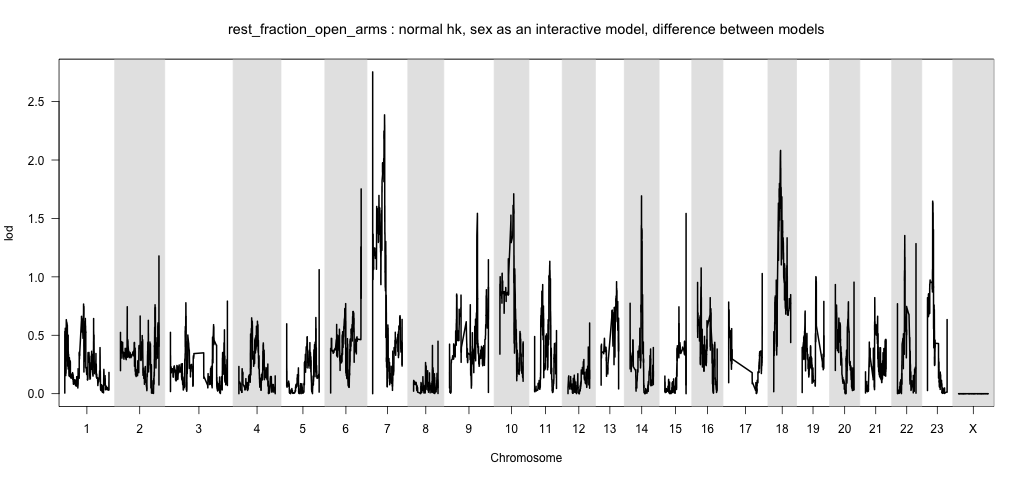 rest_fraction_open_arms : normal hk, sex as an interactive model, difference between models
lod
2.5
2.0
1.5
1.0
0.5
0.0
1 2 3 4 5 6 7 8 9 10 11 12 13 14 15 16 17 18 19 20 21 22 23 X
Chromosome